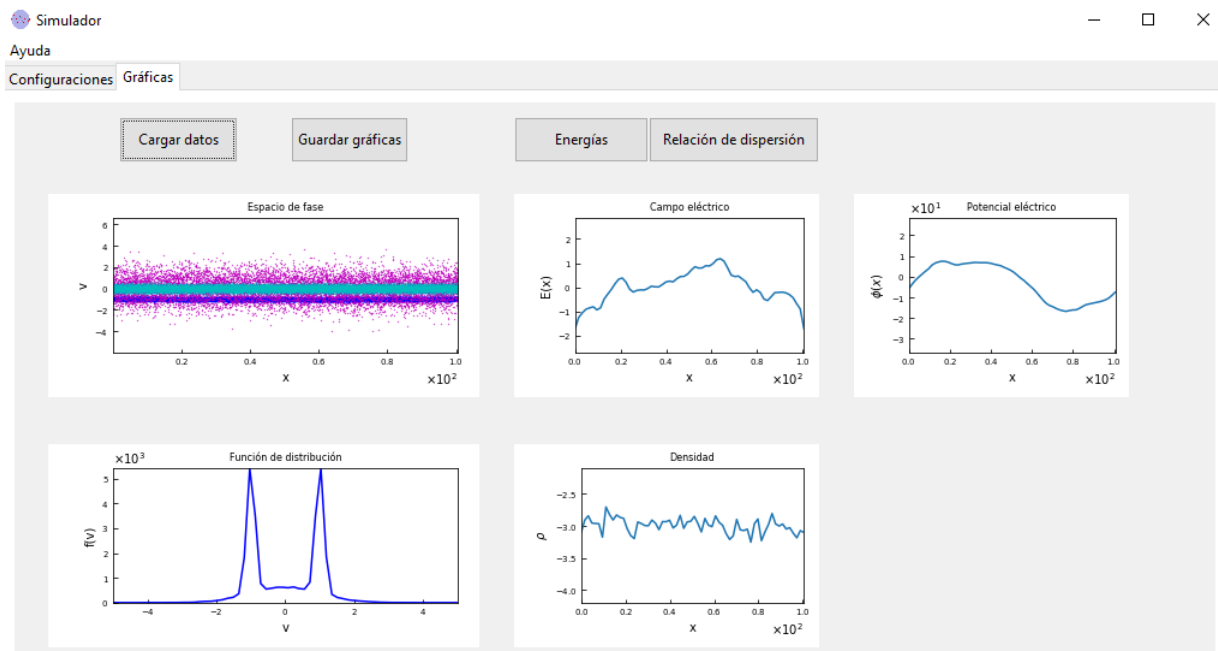 Simulador
Ayuda
Configuraciones Gráficas
Cargar datos Guardar gráficas Energías Relación de dispersión
Espacio de fase
6
4
2
0
−2
−4
v
0.2 0.4 0.6 0.8 1.0
x ×10²
Campo eléctrico
2
1
0
−1
−2
E(x)
0.0 0.2 0.4 0.6 0.8 1.0
x ×10²
×10¹ Potencial eléctrico
2
1
0
−1
−2
−3
ϕ(x)
0.0 0.2 0.4 0.6 0.8 1.0
x ×10²
×10³ Función de distribución
5
4
3
2
1
0
f(v)
−4 −2 0 2 4
v
Densidad
−2.5
−3.0
−3.5
−4.0
ρ
0.0 0.2 0.4 0.6 0.8 1.0
x ×10²